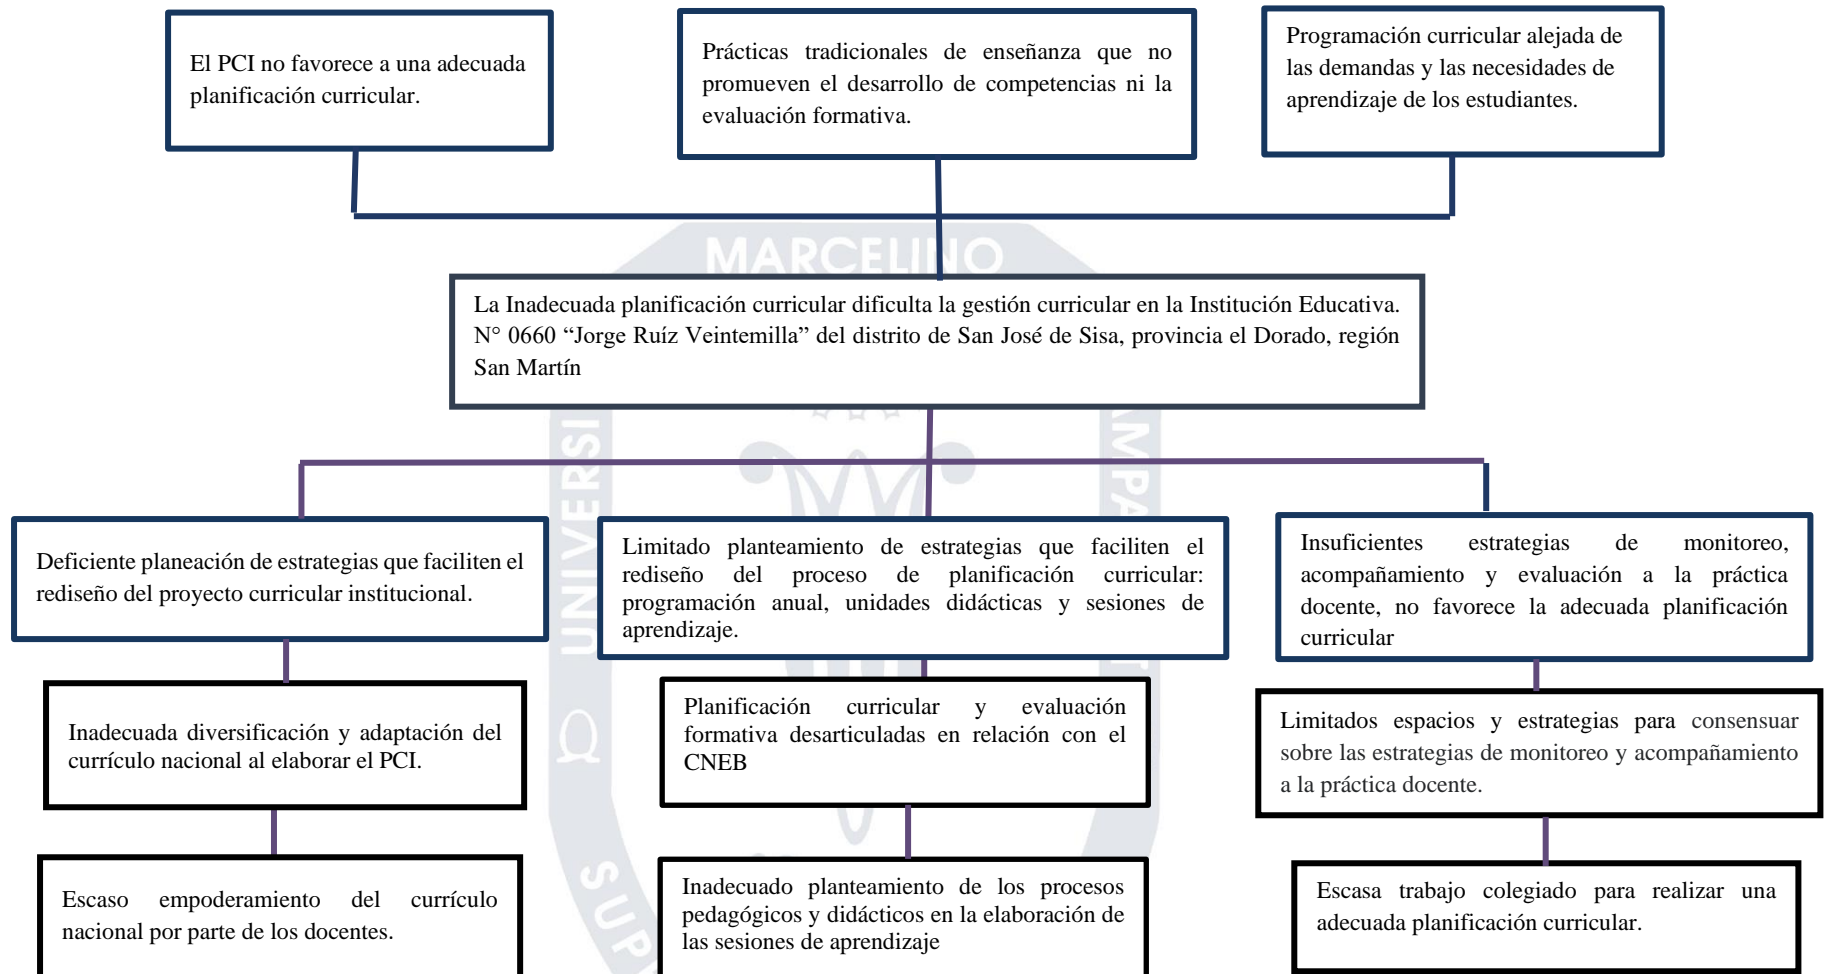 El PCI no favorece a una adecuada
planificación curricular.
Prácticas tradicionales de enseñanza que no
promueven el desarrollo de competencias ni la
evaluación formativa.
Programación curricular alejada de
las demandas y las necesidades de
aprendizaje de los estudiantes.
MARCELINO
La Inadecuada planificación curricular dificulta la gestión curricular en la Institución Educativa.
N° 0660 “Jorge Ruíz Veintemilla” del distrito de San José de Sisa, provincia el Dorado, región
San Martín
UNIVERSI
AMPA
Deficiente planeación de estrategias que faciliten el
rediseño del proyecto curricular institucional.
Limitado planteamiento de estrategias que faciliten el
rediseño del proceso de planificación curricular:
programación anual, unidades didácticas y sesiones de
aprendizaje.
Insuficientes estrategias de monitoreo,
acompañamiento y evaluación a la práctica
docente, no favorece la adecuada planificación
curricular
Inadecuada diversificación y adaptación del
currículo nacional al elaborar el PCI.
Planificación curricular y evaluación
formativa desarticuladas en relación con el
CNEB
Limitados espacios y estrategias para consensuar
sobre las estrategias de monitoreo y acompañamiento
a la práctica docente.
SUP
Escaso empoderamiento del currículo
nacional por parte de los docentes.
Inadecuado planteamiento de los procesos
pedagógicos y didácticos en la elaboración de
las sesiones de aprendizaje
Escasa trabajo colegiado para realizar una
adecuada planificación curricular.